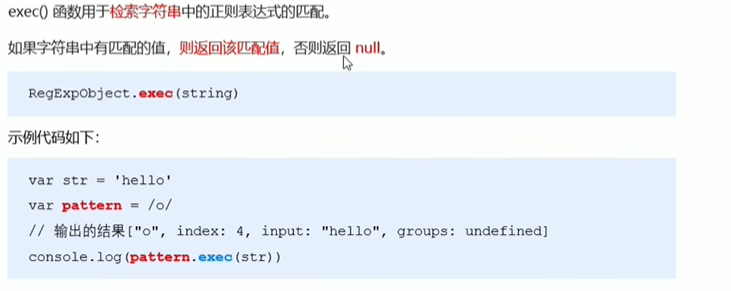 exec() 函数用于检索字符串中的正则表达式的匹配。
如果字符串中有匹配的值，则返回该匹配值，否则返回 null。
RegExpObject.exec(string)
示例代码如下：
var str = 'hello'
var pattern = /o/
// 输出的结果["o", index: 4, input: "hello", groups: undefined]
console.log(pattern.exec(str))